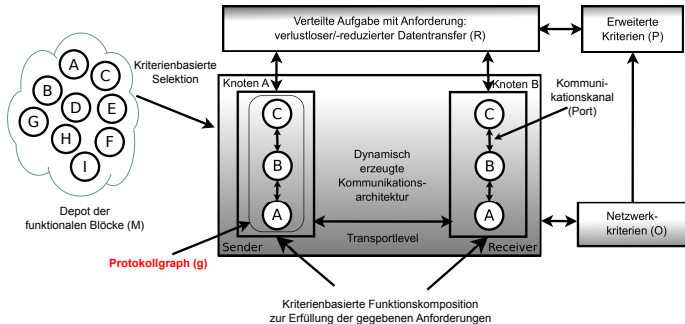 Verteilte Aufgabe mit Anforderung:
verlustloser/-reduzierter Datentransfer (R)
Erweiterte
Kriterien (P)
Kriterienbasierte
Selektion
A
C
B
D
E
G
H
F
I
Depot der
funktionalen Blöcke (M)
Knoten A
Knoten B
C
B
A
C
B
A
Kommuni-
kationskanal
(Port)
Dynamisch
erzeugte
Kommunikations-
architektur
Transportlevel
Sender
Receiver
Netzwerk-
kriterien (O)
Protokollgraph (g)
Kriterienbasierte Funktionskomposition
zur Erfüllung der gegebenen Anforderungen